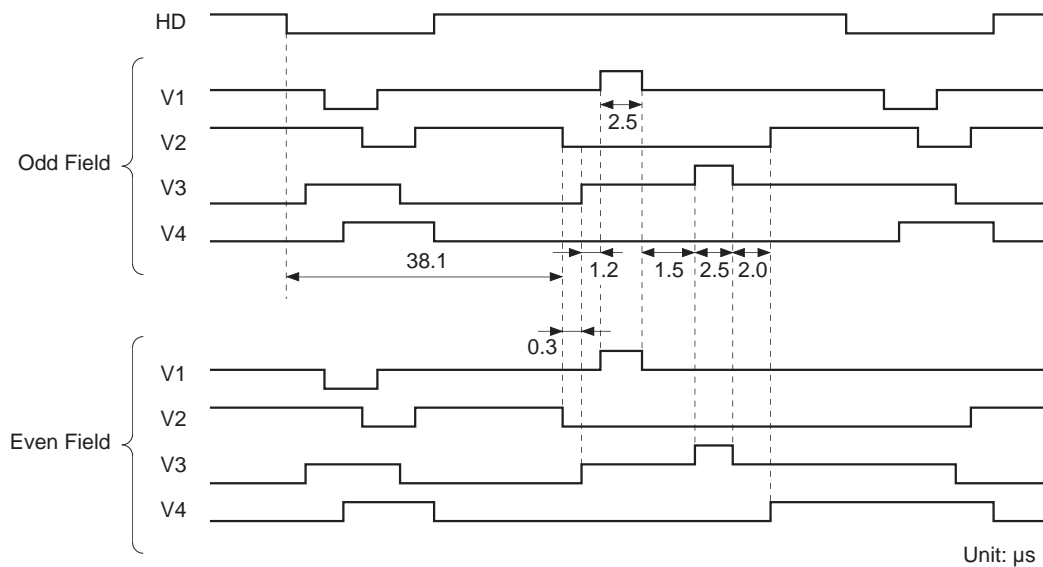 HD
Odd Field
V1
2.5
V2
V3
V4
38.1
1.2
1.5
2.5
2.0
0.3
Even Field
V1
V2
V3
V4
Unit: µs